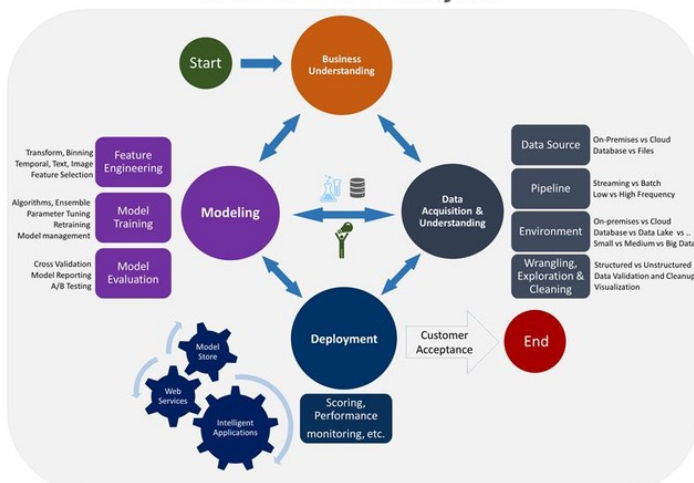 Start
Business
Understanding
Transform, Binning
Temporal, Text, Image
Feature Selection
Feature
Engineering
Algorithms, Ensemble
Parameter Tuning
Retraining
Model management
Model
Training
Cross Validation
Model Reporting
A/B Testing
Model
Evaluation
Modeling
Data
Acquisition &
Understanding
Data Source
On-Premises vs Cloud
Database vs Files
Pipeline
Streaming vs Batch
Low vs High Frequency
Environment
On-premises vs Cloud
Database vs Data Lake vs ..
Small vs Medium vs Big Data
Wrangling,
Exploration &
Cleaning
Structured vs Unstructured
Data Validation and Cleanup
Visualization
Deployment
Customer
Acceptance
End
Scoring,
Performance
monitoring, etc.
Model
Store
Web
Services
Intelligent
Applications